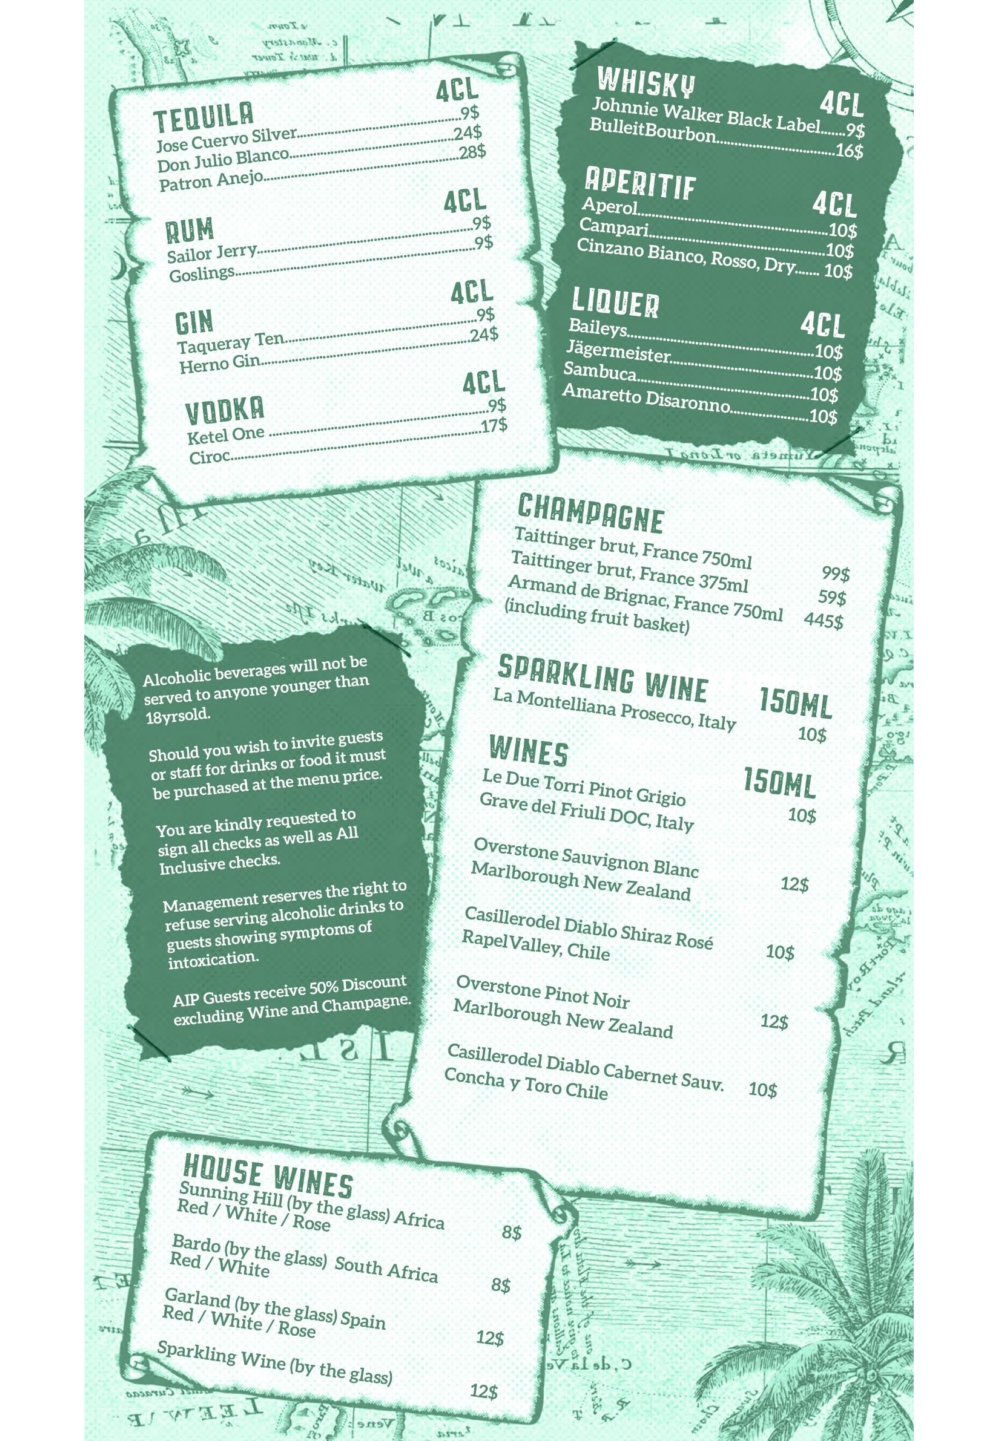 TEQUILA 4CL
Jose Cuervo Silver.......................................9$
Don Julio Blanco.......................................24$
Patron Anejo..............................................28$
RUM 4CL
Sailor Jerry..................................................9$
Goslings.......................................................9$
GIN 4CL
Taqueray Ten.............................................9$
Herno Gin..................................................24$
VODKA 4CL
Ketel One ....................................................9$
Ciroc...........................................................17$
WHISKY 4CL
Johnnie Walker Black Label......9$
BulleitBourbon............................16$
APERITIF 4CL
Aperol..............................................10$
Campari..........................................10$
Cinzano Bianco, Rosso, Dry...... 10$
LIQUER 4CL
Baileys............................................10$
Jägermeister..................................10$
Sambuca.........................................10$
Amaretto Disaronno...................10$
CHAMPAGNE
Taittinger brut, France 750ml 99$
Taittinger brut, France 375ml 59$
Armand de Brignac, France 750ml 445$
(including fruit basket)
SPARKLING WINE 150ML
La Montelliana Prosecco, Italy 10$
WINES 150ML
Le Due Torri Pinot Grigio
Grave del Friuli DOC, Italy 10$
Overstone Sauvignon Blanc
Marlborough New Zealand 12$
Casillerodel Diablo Shiraz Rosé
RapelValley, Chile 10$
Overstone Pinot Noir
Marlborough New Zealand 12$
Casillerodel Diablo Cabernet Sauv. 10$
Concha y Toro Chile
Alcoholic beverages will not be
served to anyone younger than
18yrsold.
Should you wish to invite guests
or staff for drinks or food it must
be purchased at the menu price.
You are kindly requested to
sign all checks as well as All
Inclusive checks.
Management reserves the right to
refuse serving alcoholic drinks to
guests showing symptoms of
intoxication.
AIP Guests receive 50% Discount
excluding Wine and Champagne.
HOUSE WINES
Sunning Hill (by the glass) Africa
Red / White / Rose 8$
Bardo (by the glass) South Africa
Red / White 8$
Garland (by the glass) Spain
Red / White / Rose 12$
Sparkling Wine (by the glass)
12$